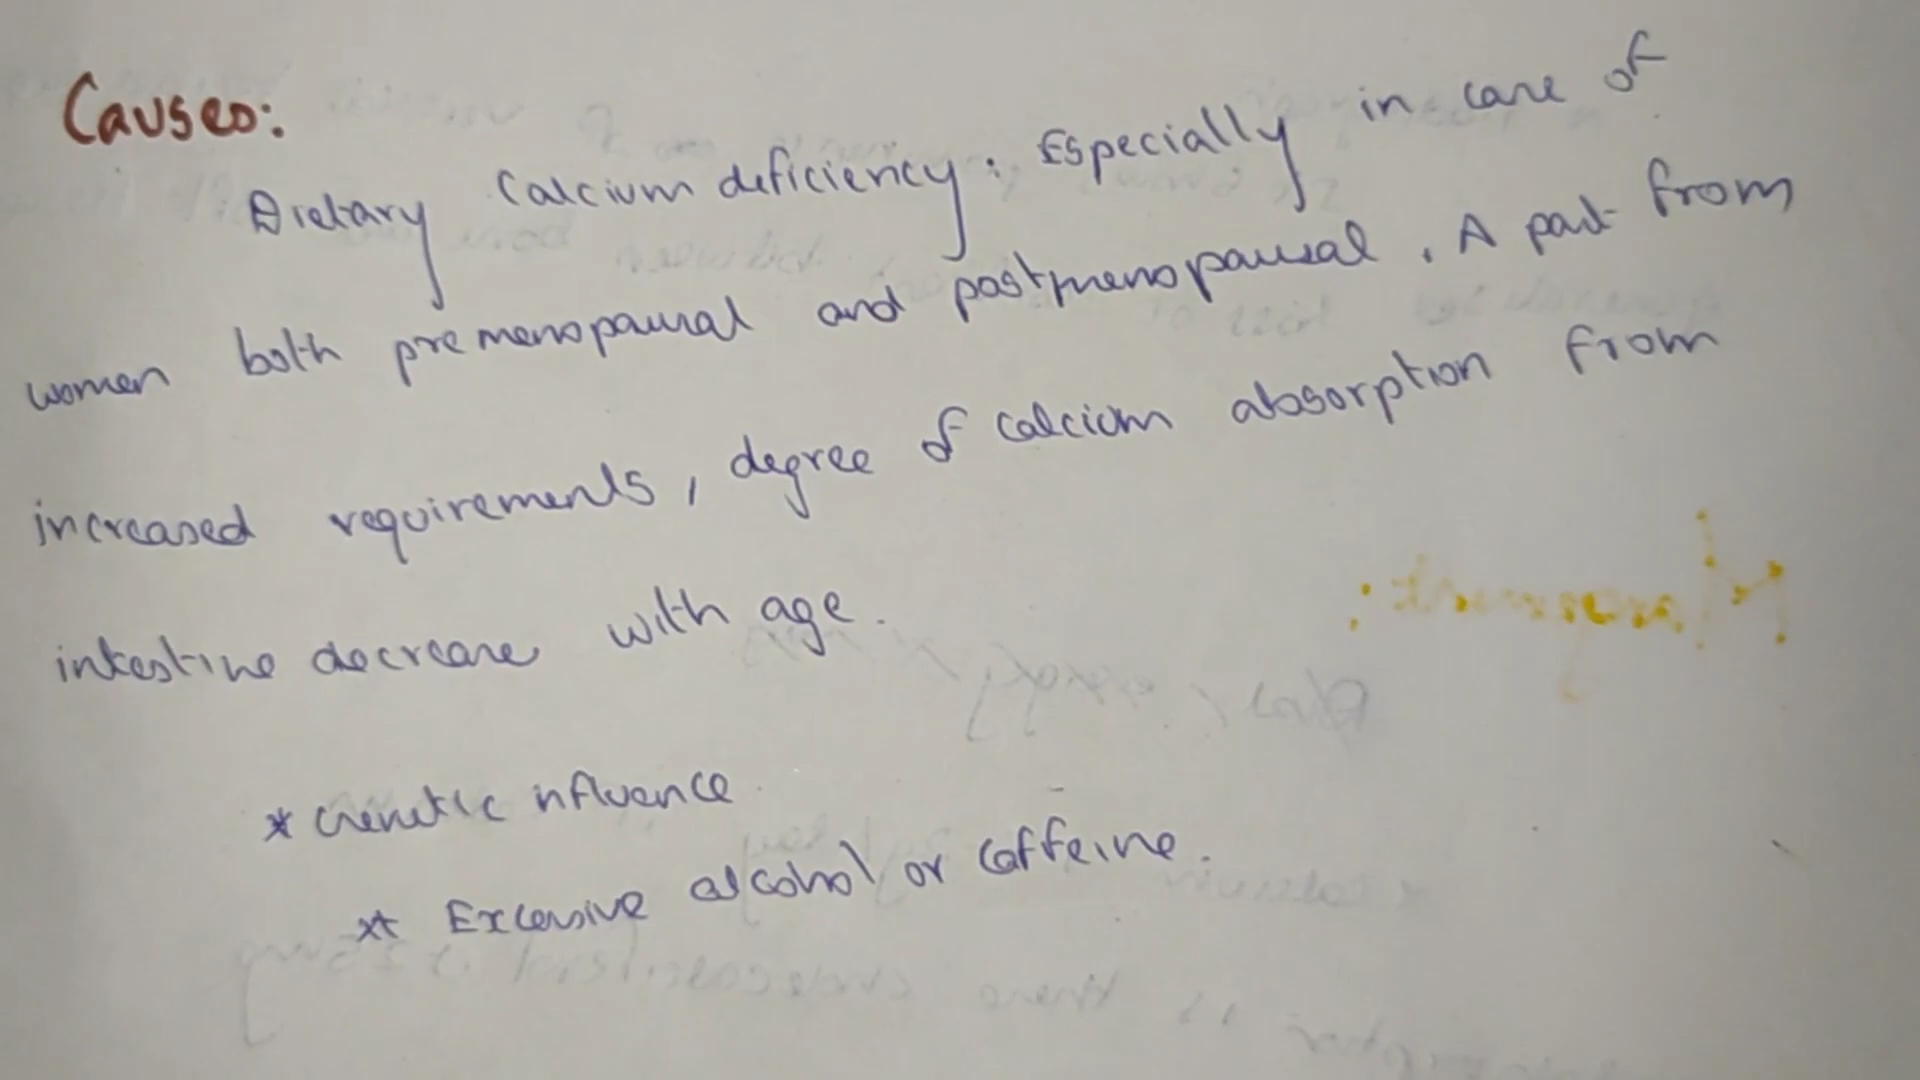 Causes:
Dietary Calcium deficiency: Especially in case of
women both premenopausal and postmenopausal. A part from
increased requirements, degree of calcium absorption from
intestine decrease with age.
* Genetic influence
* Excessive alcohol or caffeine.